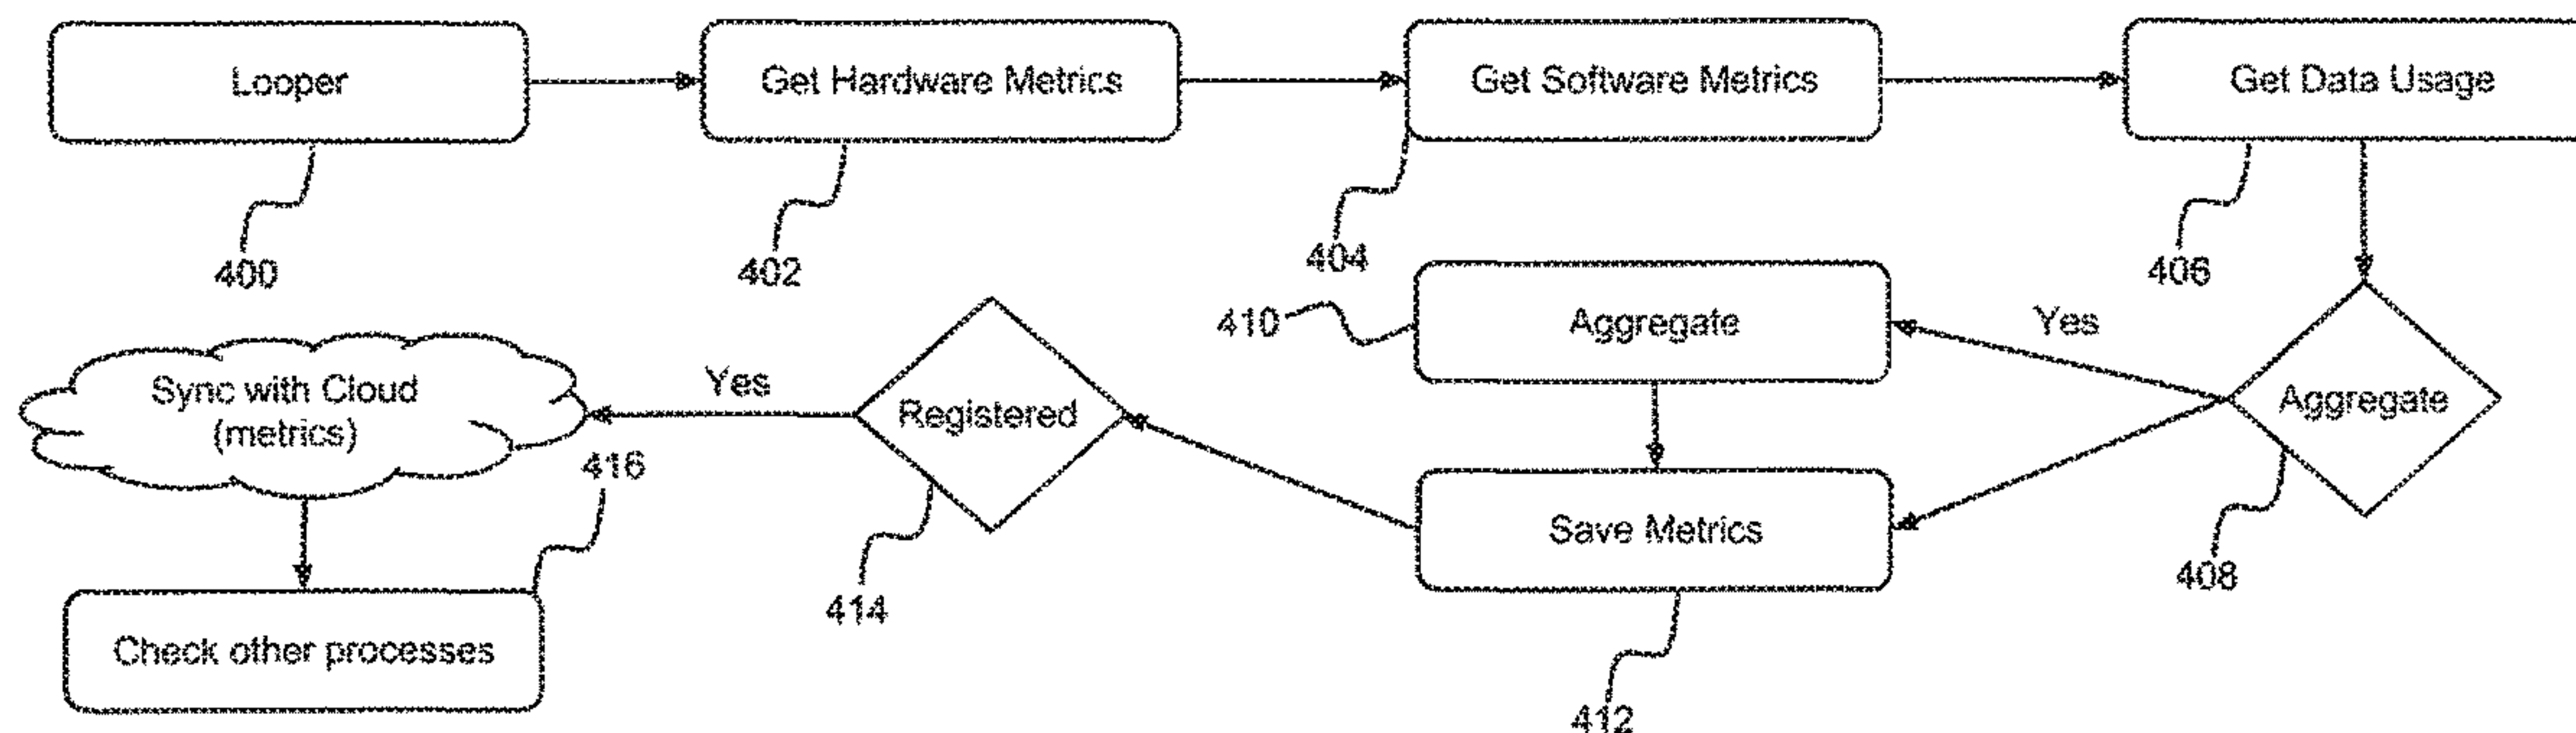 Looper
Get Hardware Metrics
Get Software Metrics
Get Data Usage
400
402
404
406
410
Aggregate
Yes
Aggregate
408
Save Metrics
412
Registered
414
Yes
Sync with Cloud
(metrics)
416
Check other processes